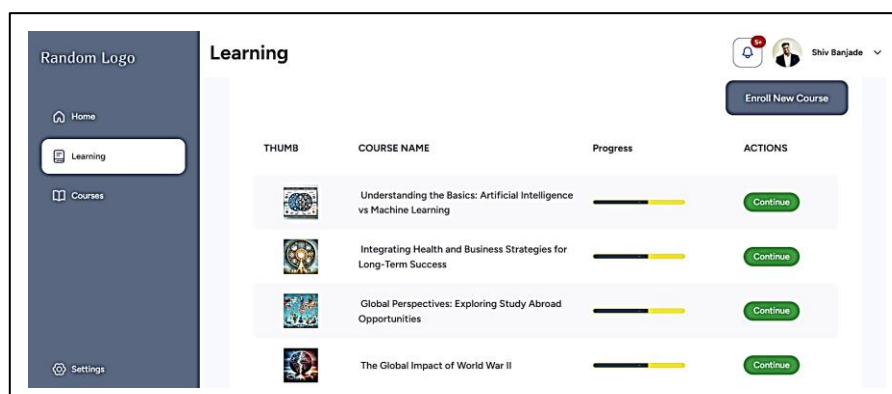 Random Logo
Learning
5+
Shiv Banjade
Enroll New Course
Home
Learning
Courses
Settings
THUMB COURSE NAME Progress ACTIONS
Understanding the Basics: Artificial Intelligence
vs Machine Learning
Continue
Integrating Health and Business Strategies for
Long-Term Success
Continue
Global Perspectives: Exploring Study Abroad
Opportunities
Continue
The Global Impact of World War II
Continue